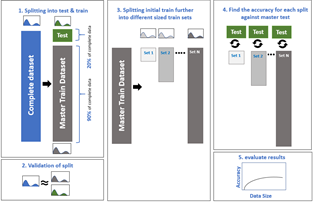 1. Splitting into test & train
Test
20% of complete data
Complete dataset
Master Train Dataset
90% of complete data
2. Validation of split
3. Splitting initial train further
into different sized train sets
Master Train Dataset
Set 1
Set 2
Set N
4. Find the accuracy for each split
against master test
Test
Test
Test
Set 1
Set 2
Set N
5. evaluate results
Accuracy
Data Size